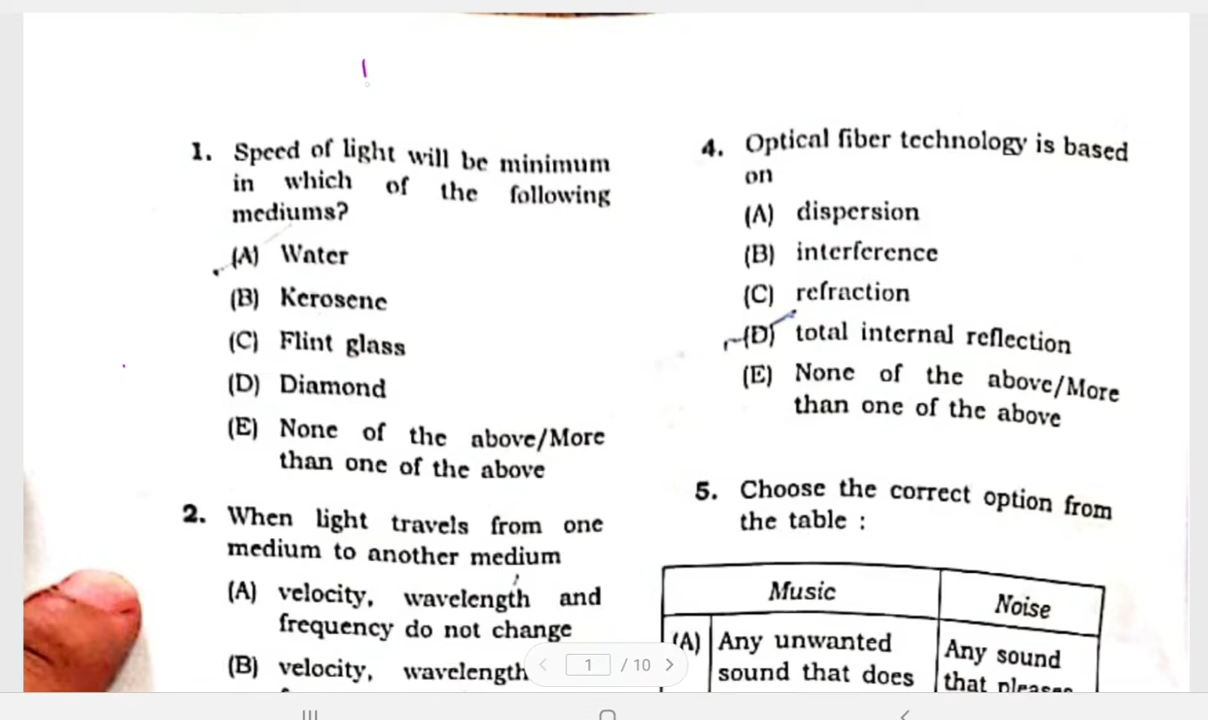 1. Speed of light will be minimum
in which of the following
mediums?
(A) Water
(B) Kerosene
(C) Flint glass
(D) Diamond
(E) None of the above/More
than one of the above
2. When light travels from one
medium to another medium
(A) velocity, wavelength and
frequency do not change
(B) velocity, wavelength
4. Optical fiber technology is based
on
(A) dispersion
(B) interference
(C) refraction
(D) total internal reflection
(E) None of the above/More
than one of the above
5. Choose the correct option from
the table :
Music Noise
(A) Any unwanted
sound that does
Any sound
that pleases
1 / 10